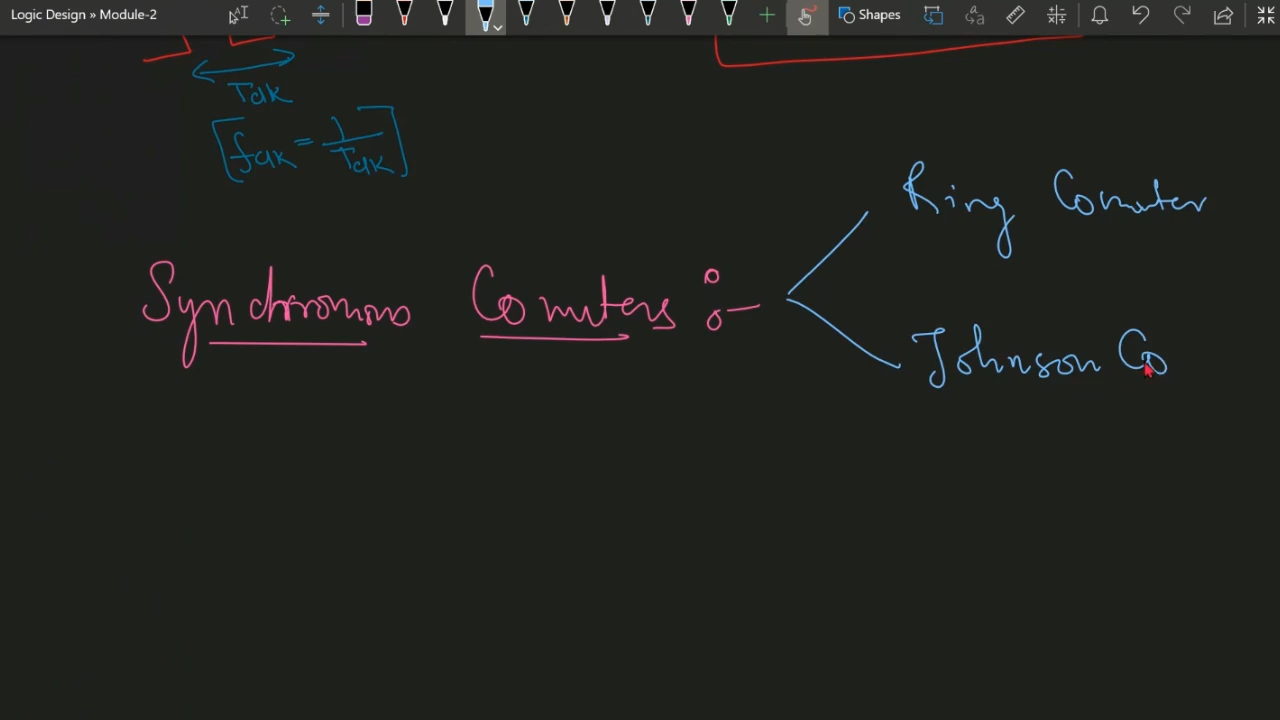 Logic Design » Module-2
Shapes
Tclk
[fclk = 1/Tclk]
Ring Counter
Synchronous Counters :-
Johnson Co